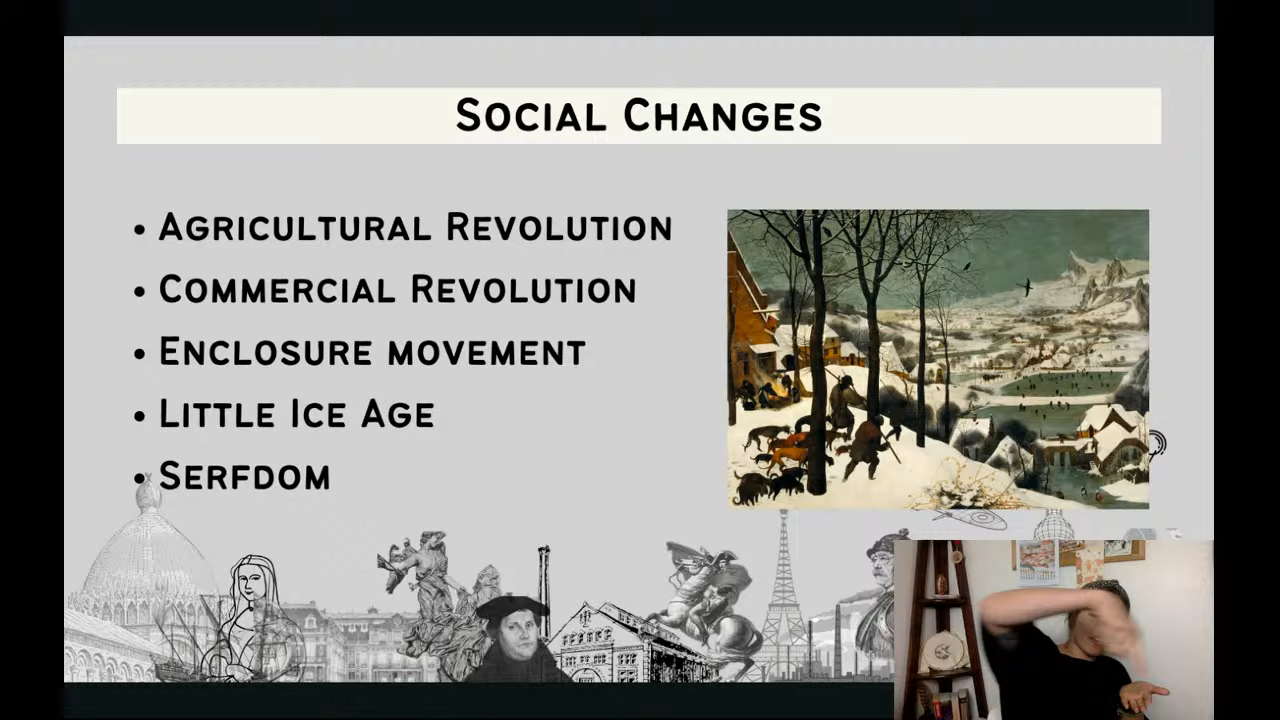 Social Changes
• Agricultural Revolution
• Commercial Revolution
• Enclosure movement
• Little Ice Age
• Serfdom